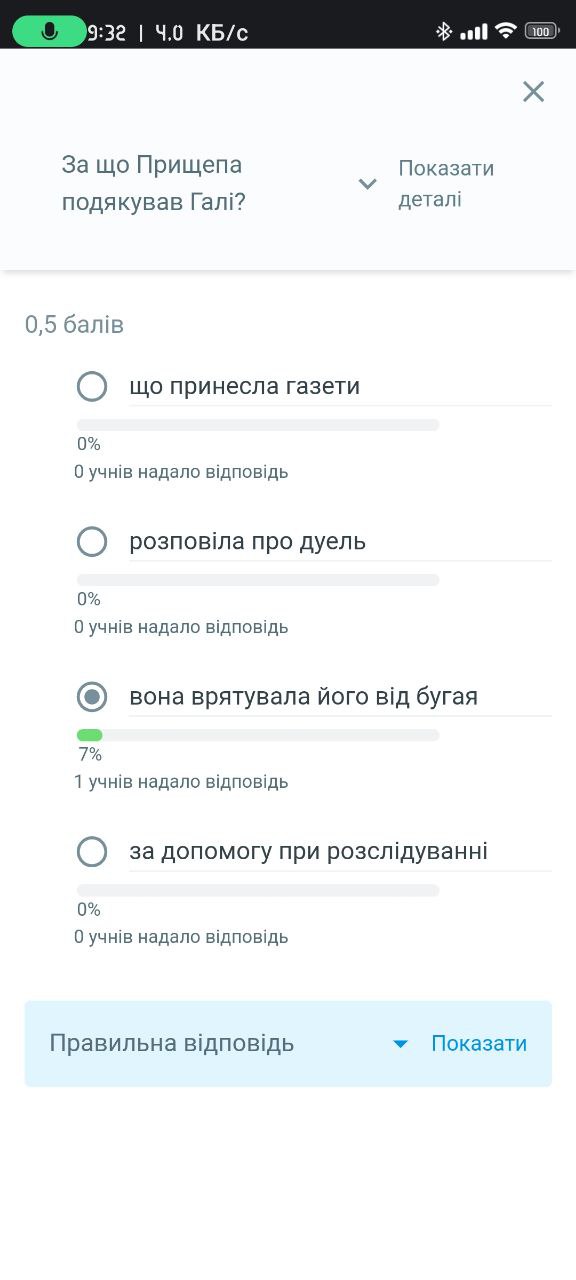 9:32 | 4,0 КБ/с
100
За що Прищепа
подякував Галі?
Показати
деталі
0,5 балів
що принесла газети
0%
0 учнів надало відповідь
розповіла про дуель
0%
0 учнів надало відповідь
вона врятувала його від бугая
7%
1 учнів надало відповідь
за допомогу при розслідуванні
0%
0 учнів надало відповідь
Правильна відповідь
Показати